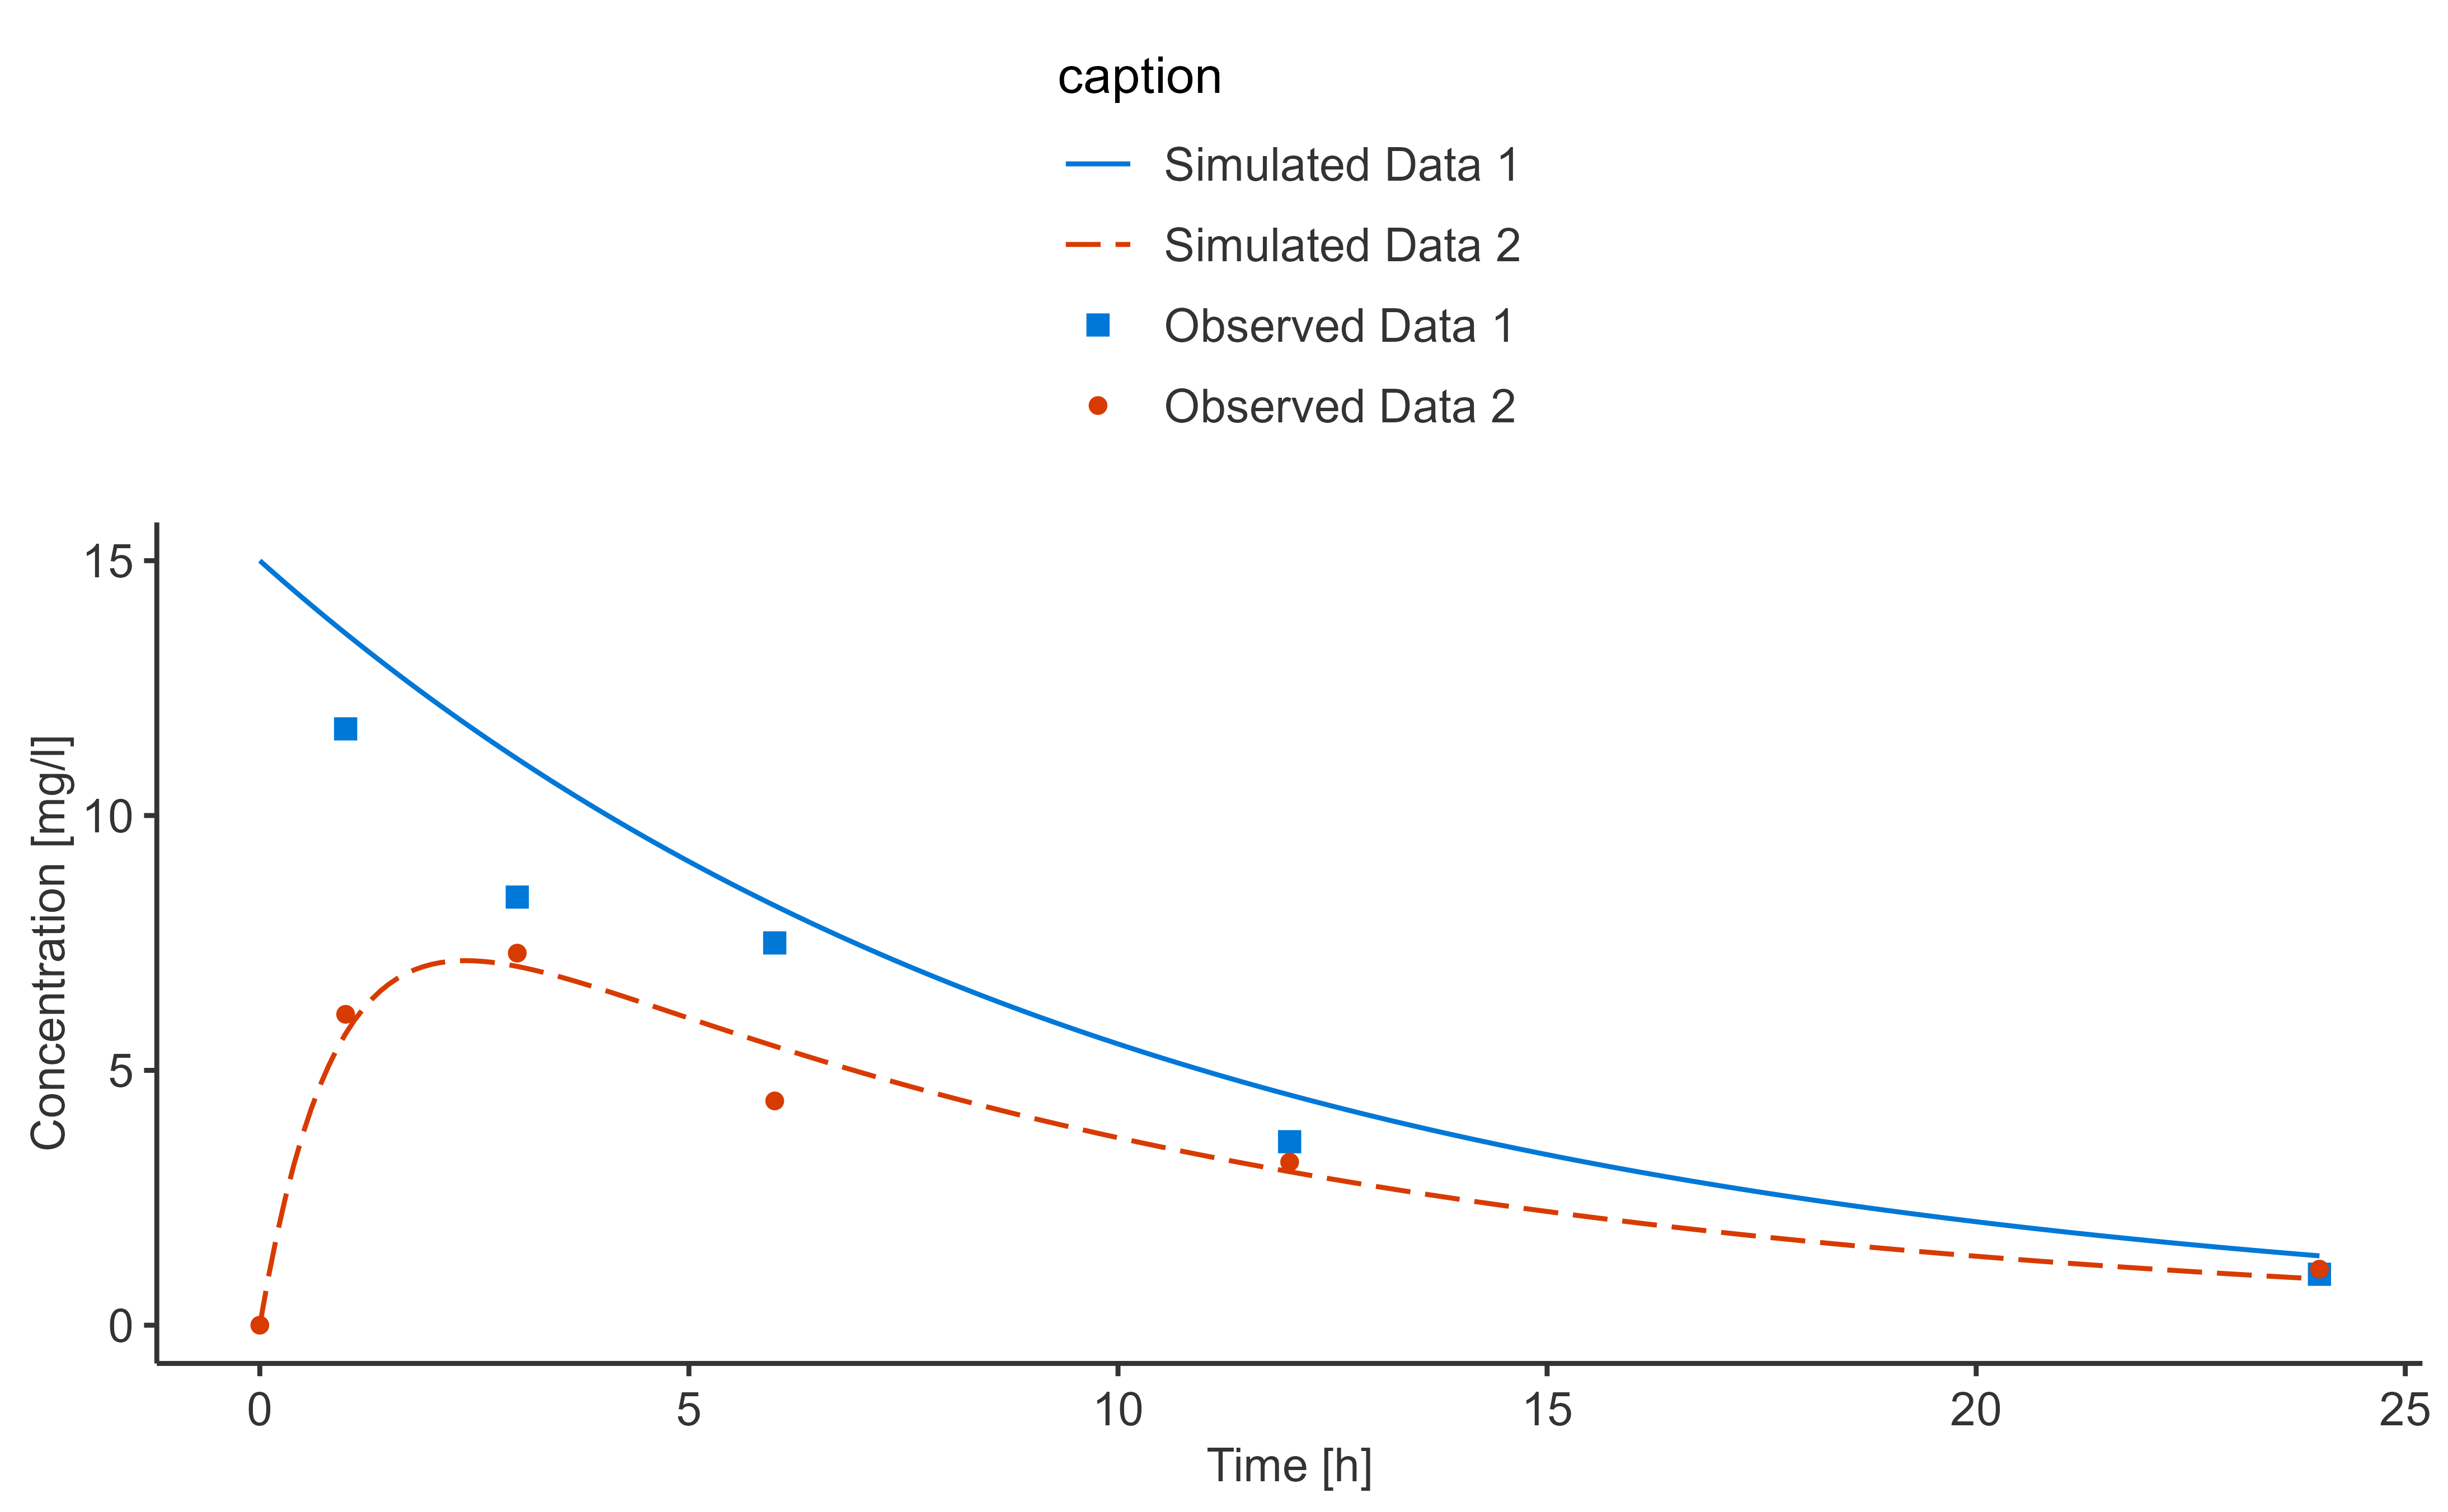 caption
Simulated Data 1
Simulated Data 2
Observed Data 1
Observed Data 2
Concentration [mg/l]
15
10
5
0
0 5 10 15 20 25
Time [h]